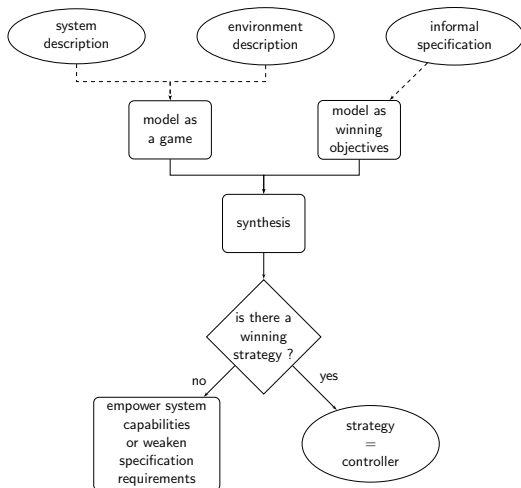 system
description
environment
description
informal
specification
model as
a game
model as
winning
objectives
synthesis
is there a
winning
strategy ?
no
yes
empower system
capabilities
or weaken
specification
requirements
strategy
=
controller